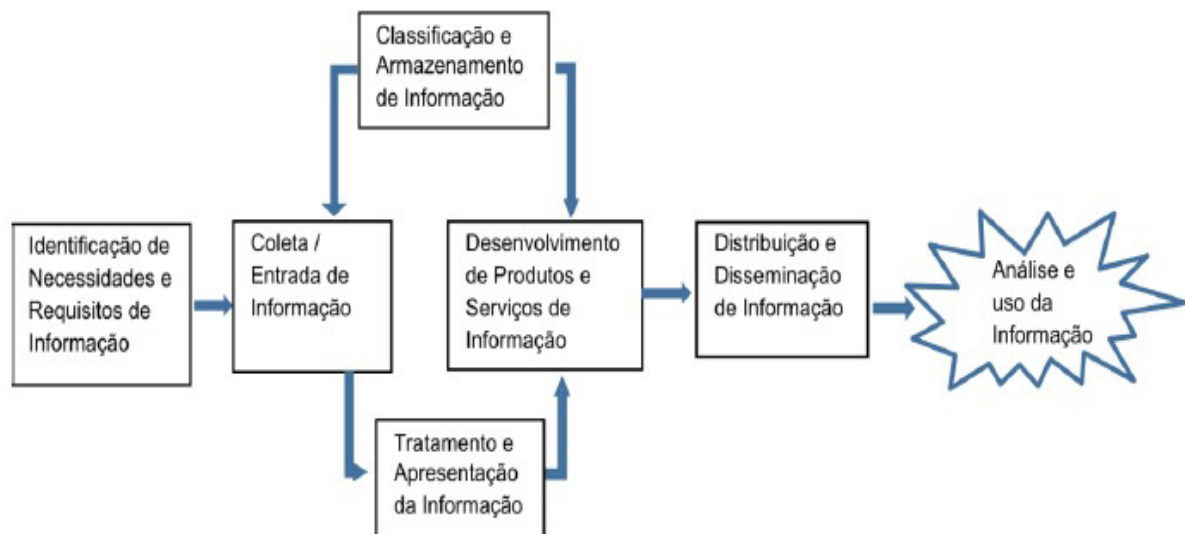 Classificação e
Armazenamento
de Informação
Identificação de
Necessidades e
Requisitos de
Informação
Coleta /
Entrada de
Informação
Desenvolvimento
de Produtos e
Serviços de
Informação
Distribuição e
Disseminação
de Informação
Análise e
uso da
Informação
Tratamento e
Apresentação
da Informação